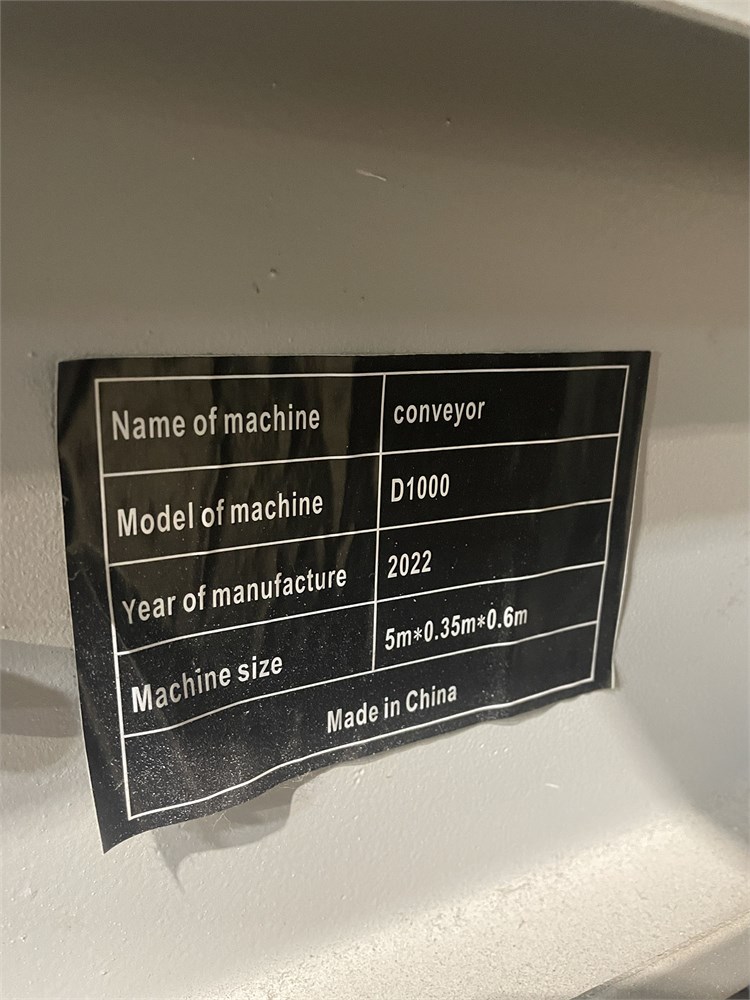 Name of machine conveyor
Model of machine D1000
Year of manufacture 2022
Machine size 5m*0.35m*0.6m
Made in China